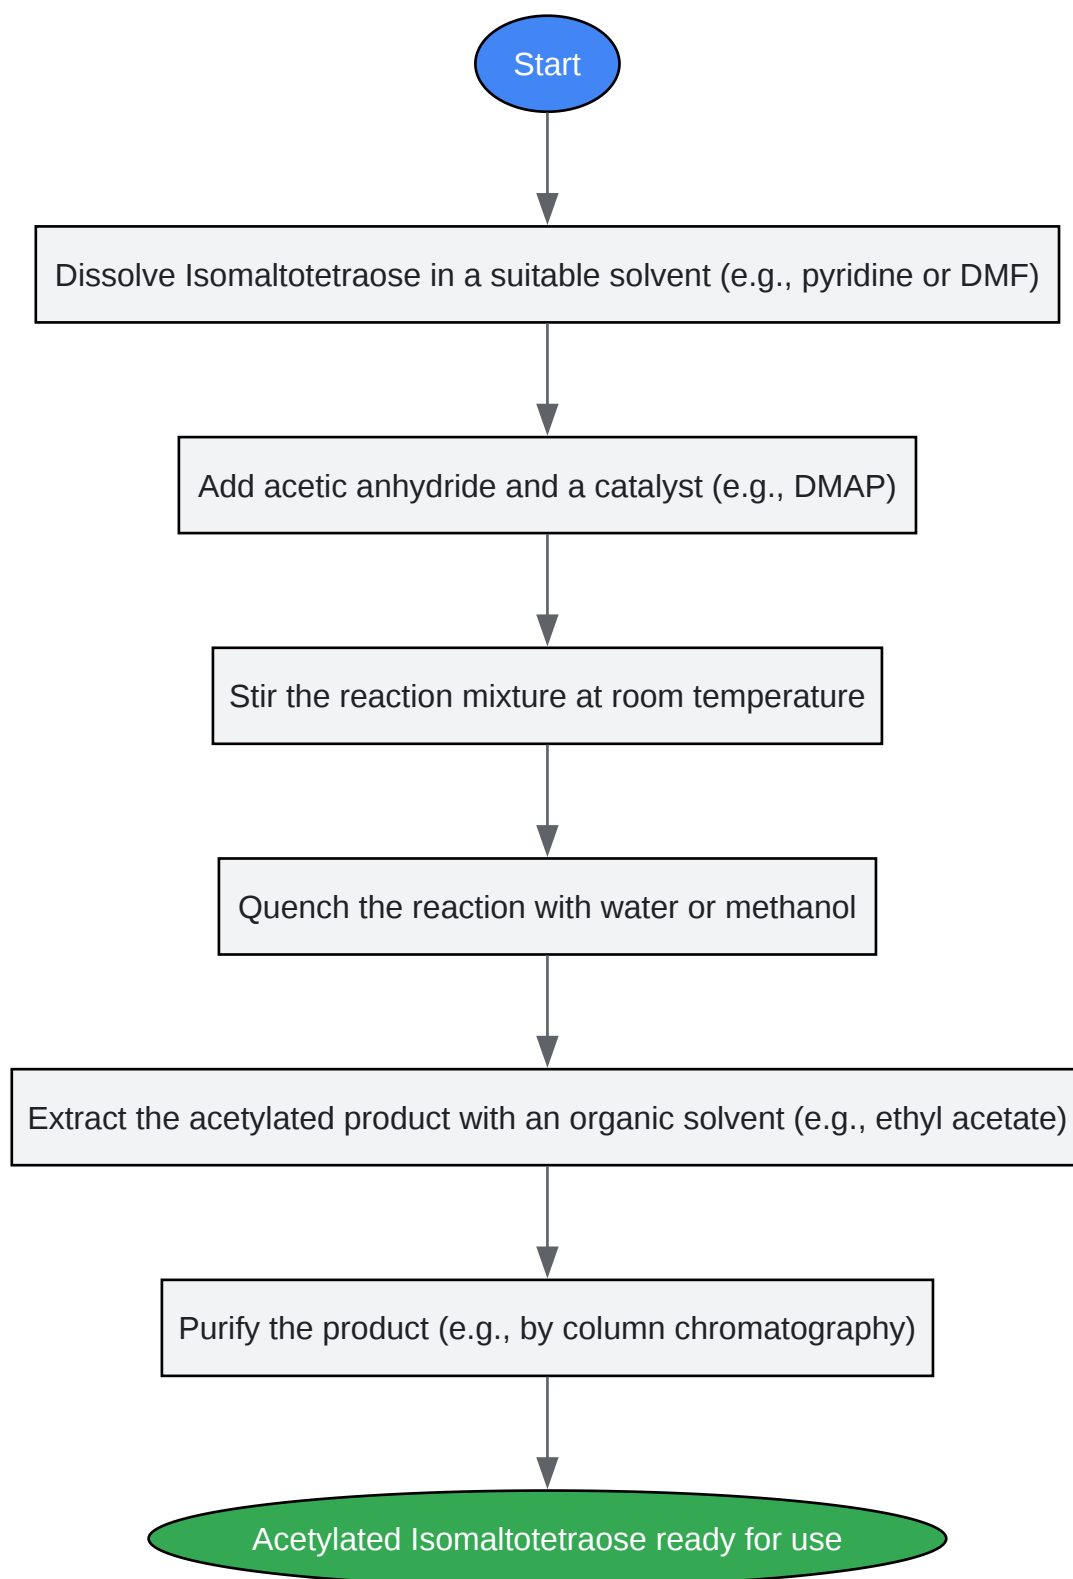 Start
Dissolve Isomaltotetraose in a suitable solvent (e.g., pyridine or DMF)
Add acetic anhydride and a catalyst (e.g., DMAP)
Stir the reaction mixture at room temperature
Quench the reaction with water or methanol
Extract the acetylated product with an organic solvent (e.g., ethyl acetate)
Purify the product (e.g., by column chromatography)
Acetylated Isomaltotetraose ready for use